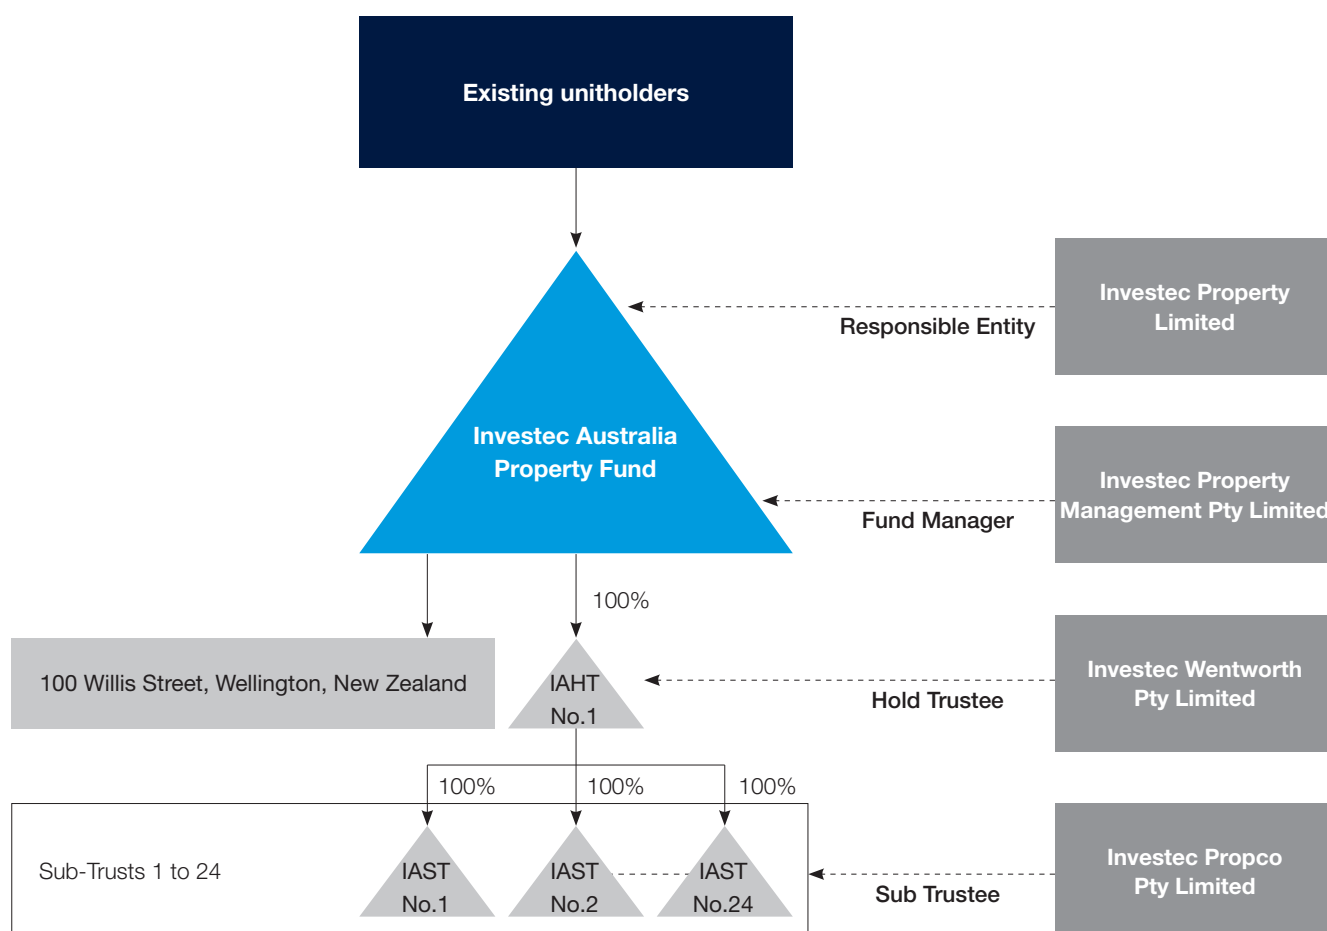 Existing unitholders
Investec Property
Limited
Responsible Entity
Investec Australia
Property Fund
Investec Property
Management Pty Limited
Fund Manager
100%
100 Willis Street, Wellington, New Zealand
IAHT
No.1
Investec Wentworth
Pty Limited
Hold Trustee
100%
100%
100%
Sub-Trusts 1 to 24
IAST
No.1
IAST
No.2
IAST
No.24
Investec Propco
Pty Limited
Sub Trustee